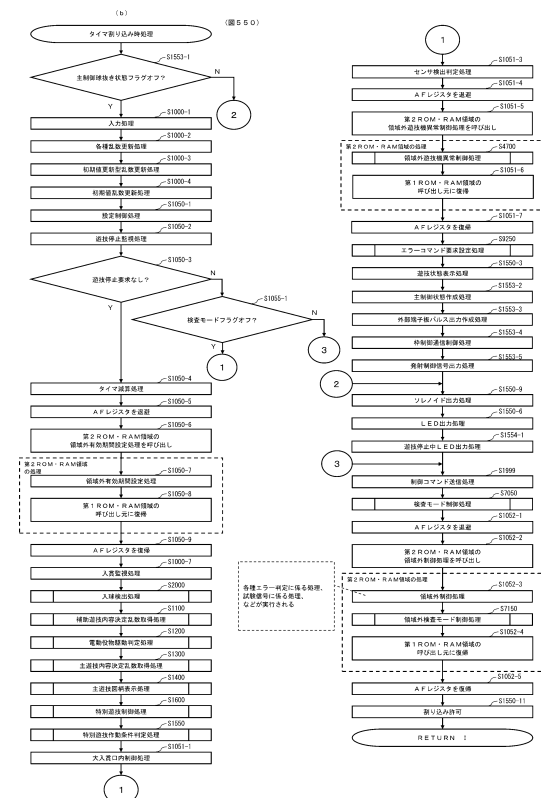 (b)
(図５５０)
タイマ割り込み時処理
S1553-1
主制御球抜き状態フラグオフ？
N
Y
2
S1000-1
入力処理
S1000-2
各種乱数更新処理
S1000-3
初期値更新型乱数更新処理
S1000-4
初期値乱数更新処理
S1050-1
設定制御処理
S1050-2
遊技停止監視処理
S1050-3
遊技停止要求なし？
N
Y
S1055-1
検査モードフラグオフ？
N
Y
3
1
S1050-4
タイマ減算処理
S1050-5
ＡＦレジスタを退避
S1050-6
第２ＲＯＭ・ＲＡＭ領域の
領域外有効期間設定処理を呼び出し
第２ＲＯＭ・ＲＡＭ領域
の処理
S1050-7
領域外有効期間設定処理
S1050-8
第１ＲＯＭ・ＲＡＭ領域の
呼び出し元に復帰
S1050-9
ＡＦレジスタを復帰
S1000-7
入賞監視処理
S2000
入球検出処理
S1100
補助遊技内容決定乱数取得処理
S1200
電動役物駆動判定処理
S1300
主遊技内容決定乱数取得処理
S1400
主遊技図柄表示処理
S1600
特別遊技制御処理
S1550
特別遊技作動条件判定処理
S1051-1
大入賞口内制御処理
1
1
S1051-3
センサ検出判定処理
S1051-4
ＡＦレジスタを退避
S1051-5
第２ＲＯＭ・ＲＡＭ領域の
領域外遊技機異常制御処理を呼び出し
第２ＲＯＭ・ＲＡＭ領域の処理
S4700
領域外遊技機異常制御処理
S1051-6
第１ＲＯＭ・ＲＡＭ領域の
呼び出し元に復帰
S1051-7
ＡＦレジスタを復帰
S9250
エラーコマンド要求設定処理
S1550-3
遊技状態表示処理
S1553-2
主制御状態作成処理
S1553-3
外部端子板パルス出力作成処理
S1553-4
枠制御通信制御処理
S1553-5
発射制御信号出力処理
2
S1550-9
ソレノイド出力処理
S1550-6
ＬＥＤ出力処理
S1554-1
遊技停止中ＬＥＤ出力処理
3
S1999
制御コマンド送信処理
S7050
検査モード制御処理
S1052-1
ＡＦレジスタを退避
S1052-2
第２ＲＯＭ・ＲＡＭ領域の
領域外制御処理を呼び出し
各種エラー判定に係る処理、
試験信号に係る処理、
などが実行される
第２ＲＯＭ・ＲＡＭ領域の処理
S1052-3
領域外制御処理
S7150
領域外検査モード制御処理
S1052-4
第１ＲＯＭ・ＲＡＭ領域の
呼び出し元に復帰
S1052-5
ＡＦレジスタを復帰
S1550-11
割り込み許可
ＲＥＴＵＲＮ　Ｉ